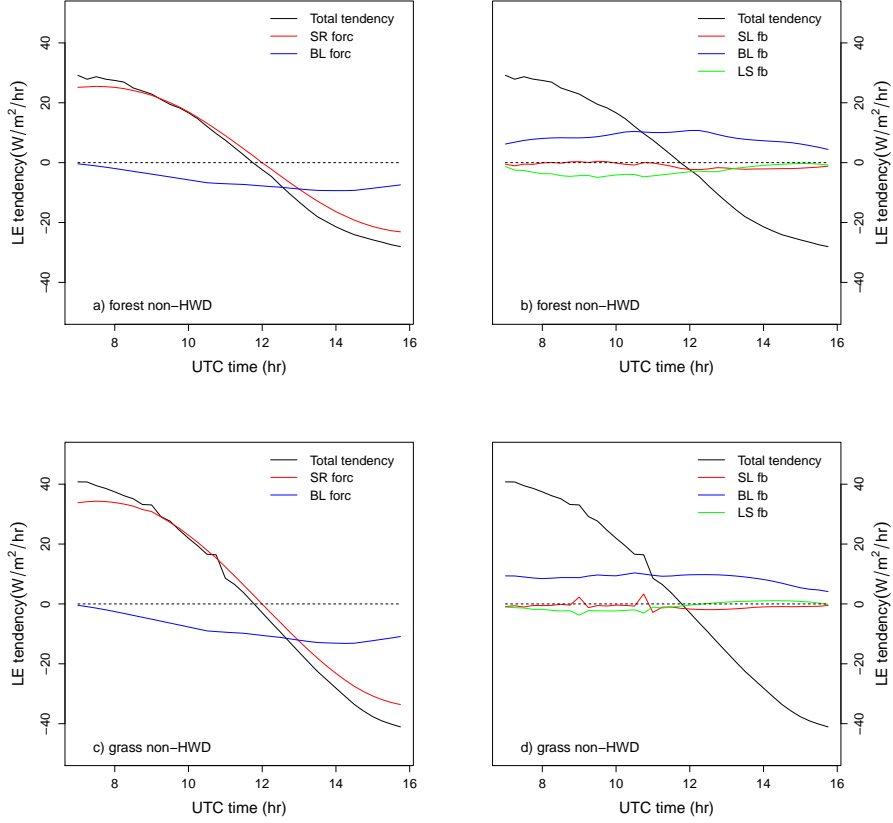 Total tendency
SR forc
BL forc
LE tendency(W/m²/hr)
40
20
0
−20
−40
a) forest non−HWD
8
10
12
14
16
UTC time (hr)
Total tendency
SL fb
BL fb
LS fb
b) forest non−HWD
8
10
12
14
16
UTC time (hr)
40
20
0
−20
−40
LE tendency(W/m²/hr)
Total tendency
SR forc
BL forc
LE tendency(W/m²/hr)
40
20
0
−20
−40
c) grass non−HWD
8
10
12
14
16
UTC time (hr)
Total tendency
SL fb
BL fb
LS fb
d) grass non−HWD
8
10
12
14
16
UTC time (hr)
40
20
0
−20
−40
LE tendency(W/m²/hr)